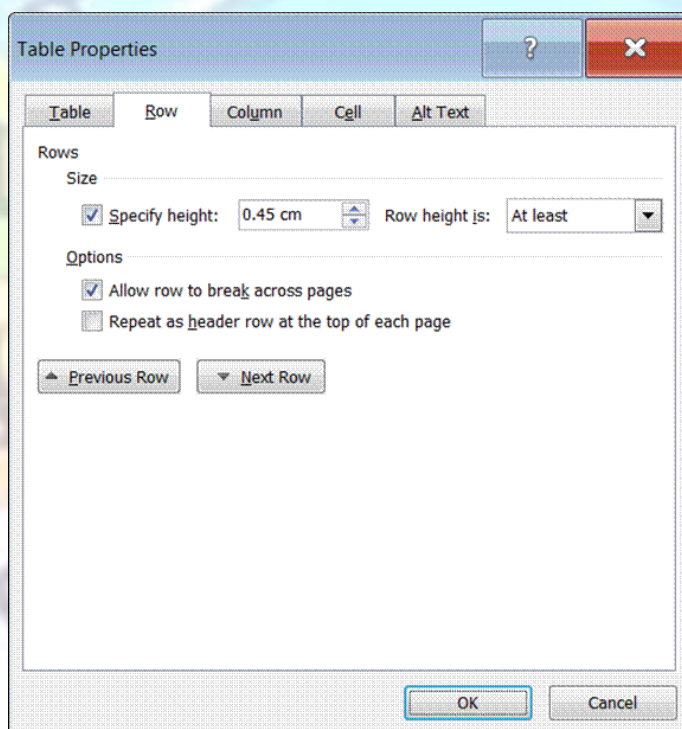 Table Properties ?
Table Row Column Cell Alt Text
Rows
Size
Specify height: 0.45 cm Row height is: At least
Options
Allow row to break across pages
Repeat as header row at the top of each page
Previous Row Next Row
OK Cancel